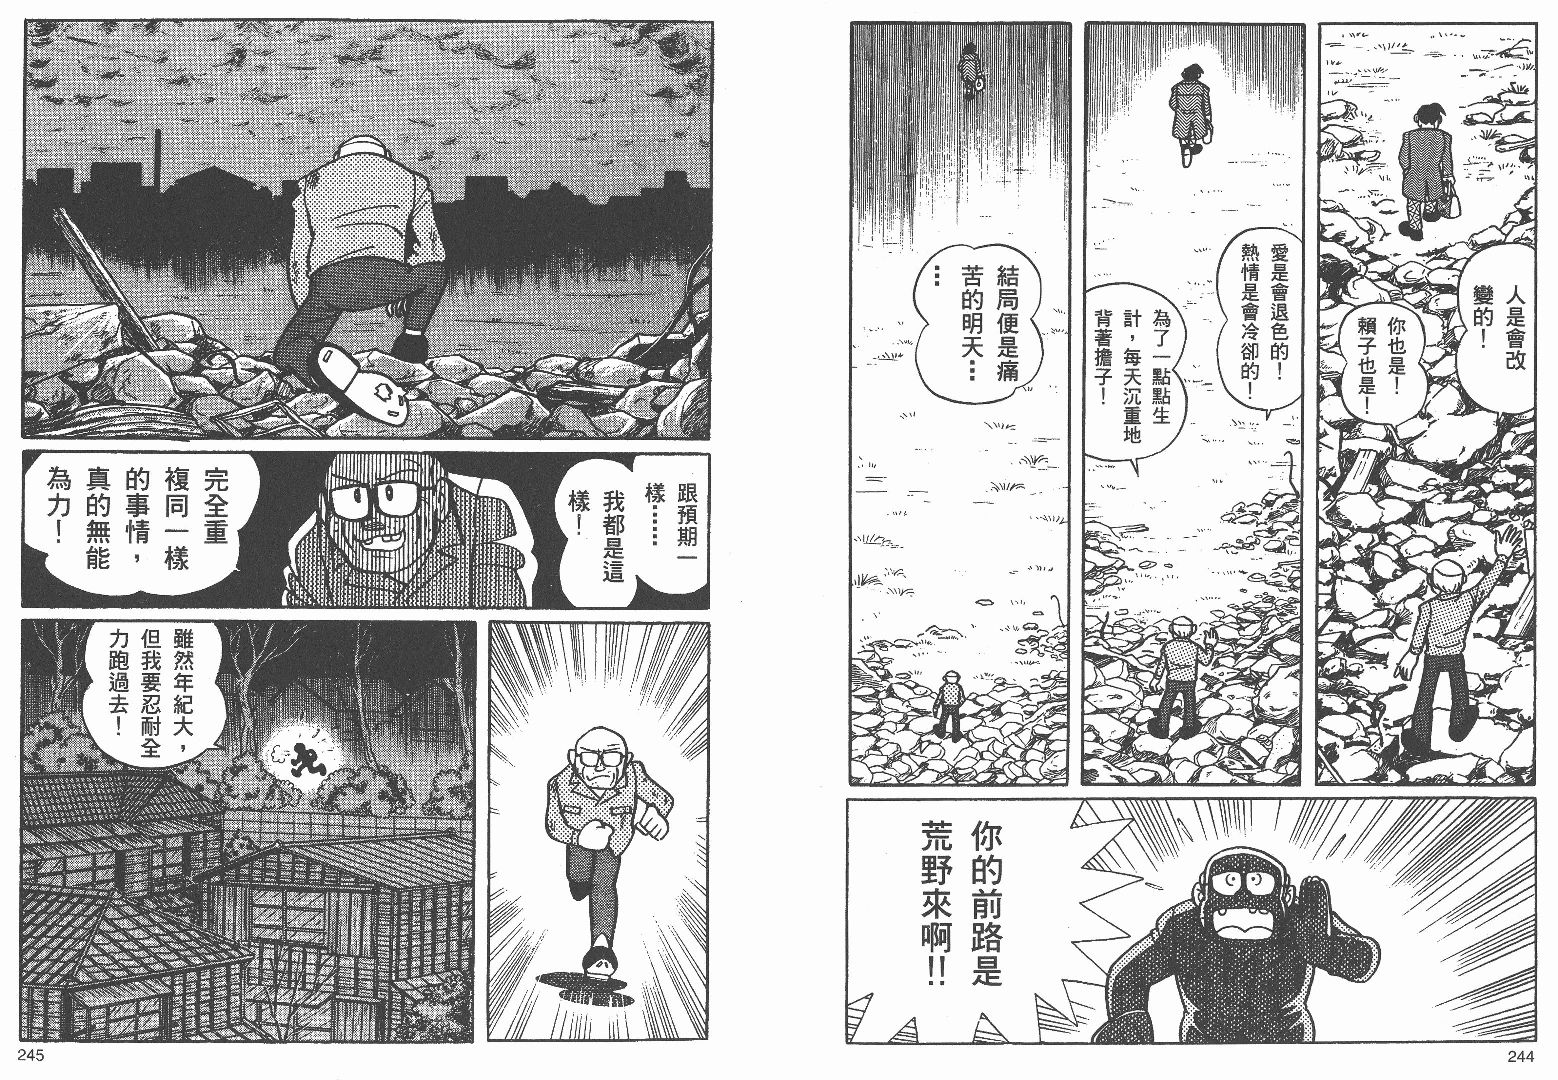 人是會改
變的！
你也是！
賴子也是！
愛是會退色的！
熱情是會冷卻的！
為了一點點生
計，每天沉重地
背著擔子！
結局便是痛
苦的明天…
…
你的前路是
荒野來啊!!
244
跟預期一
樣……
我都是這
樣！
完全重
複同一樣
的事情，
真的無能
為力！
雖然年紀大，
但我要忍耐全
力跑過去！
245